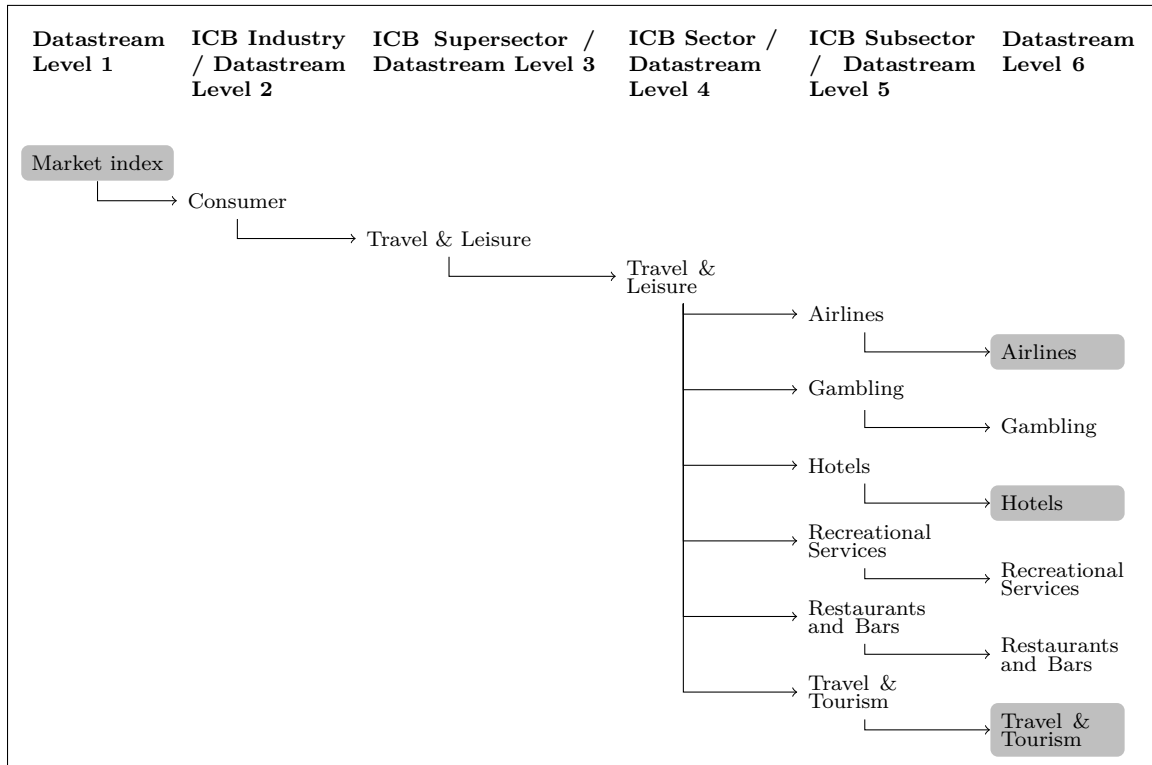 Datastream
Level 1
ICB Industry
/ Datastream
Level 2
ICB Supersector /
Datastream Level 3
ICB Sector /
Datastream
Level 4
ICB Subsector
/ Datastream
Level 5
Datastream
Level 6
Market index
Consumer
Travel & Leisure
Travel &
Leisure
Airlines
Airlines
Gambling
Gambling
Hotels
Hotels
Recreational
Services
Recreational
Services
Restaurants
and Bars
Restaurants
and Bars
Travel &
Tourism
Travel &
Tourism